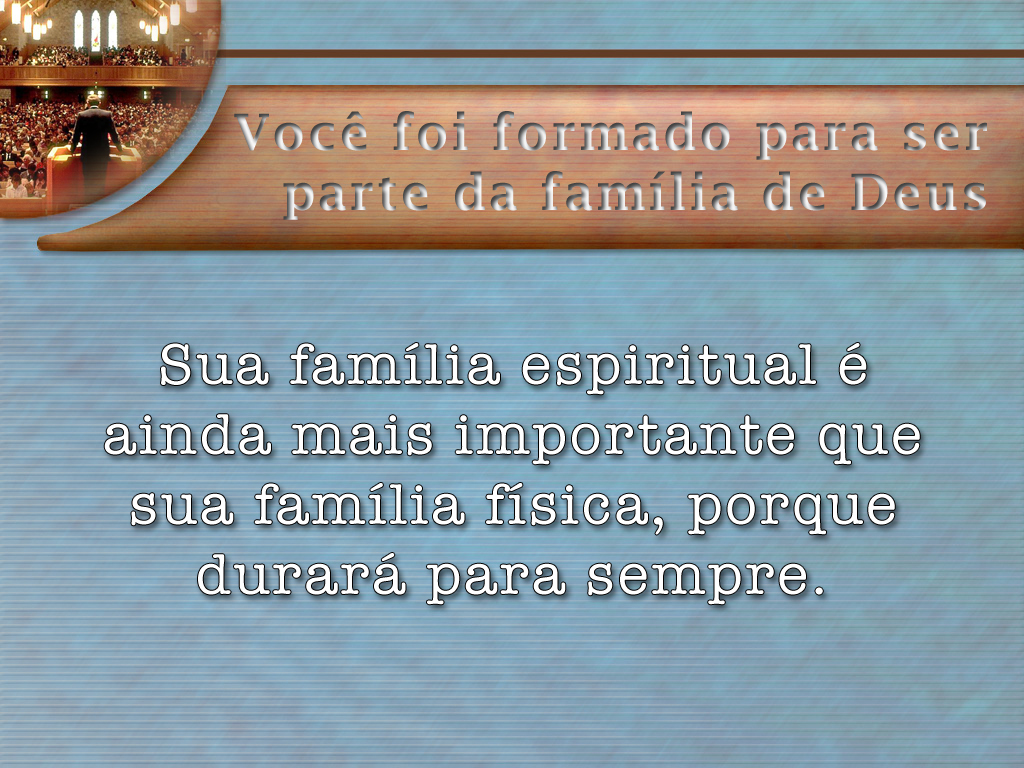 Você foi formado para ser
parte da família de Deus
Sua família espiritual é
ainda mais importante que
sua família física, porque
durará para sempre.